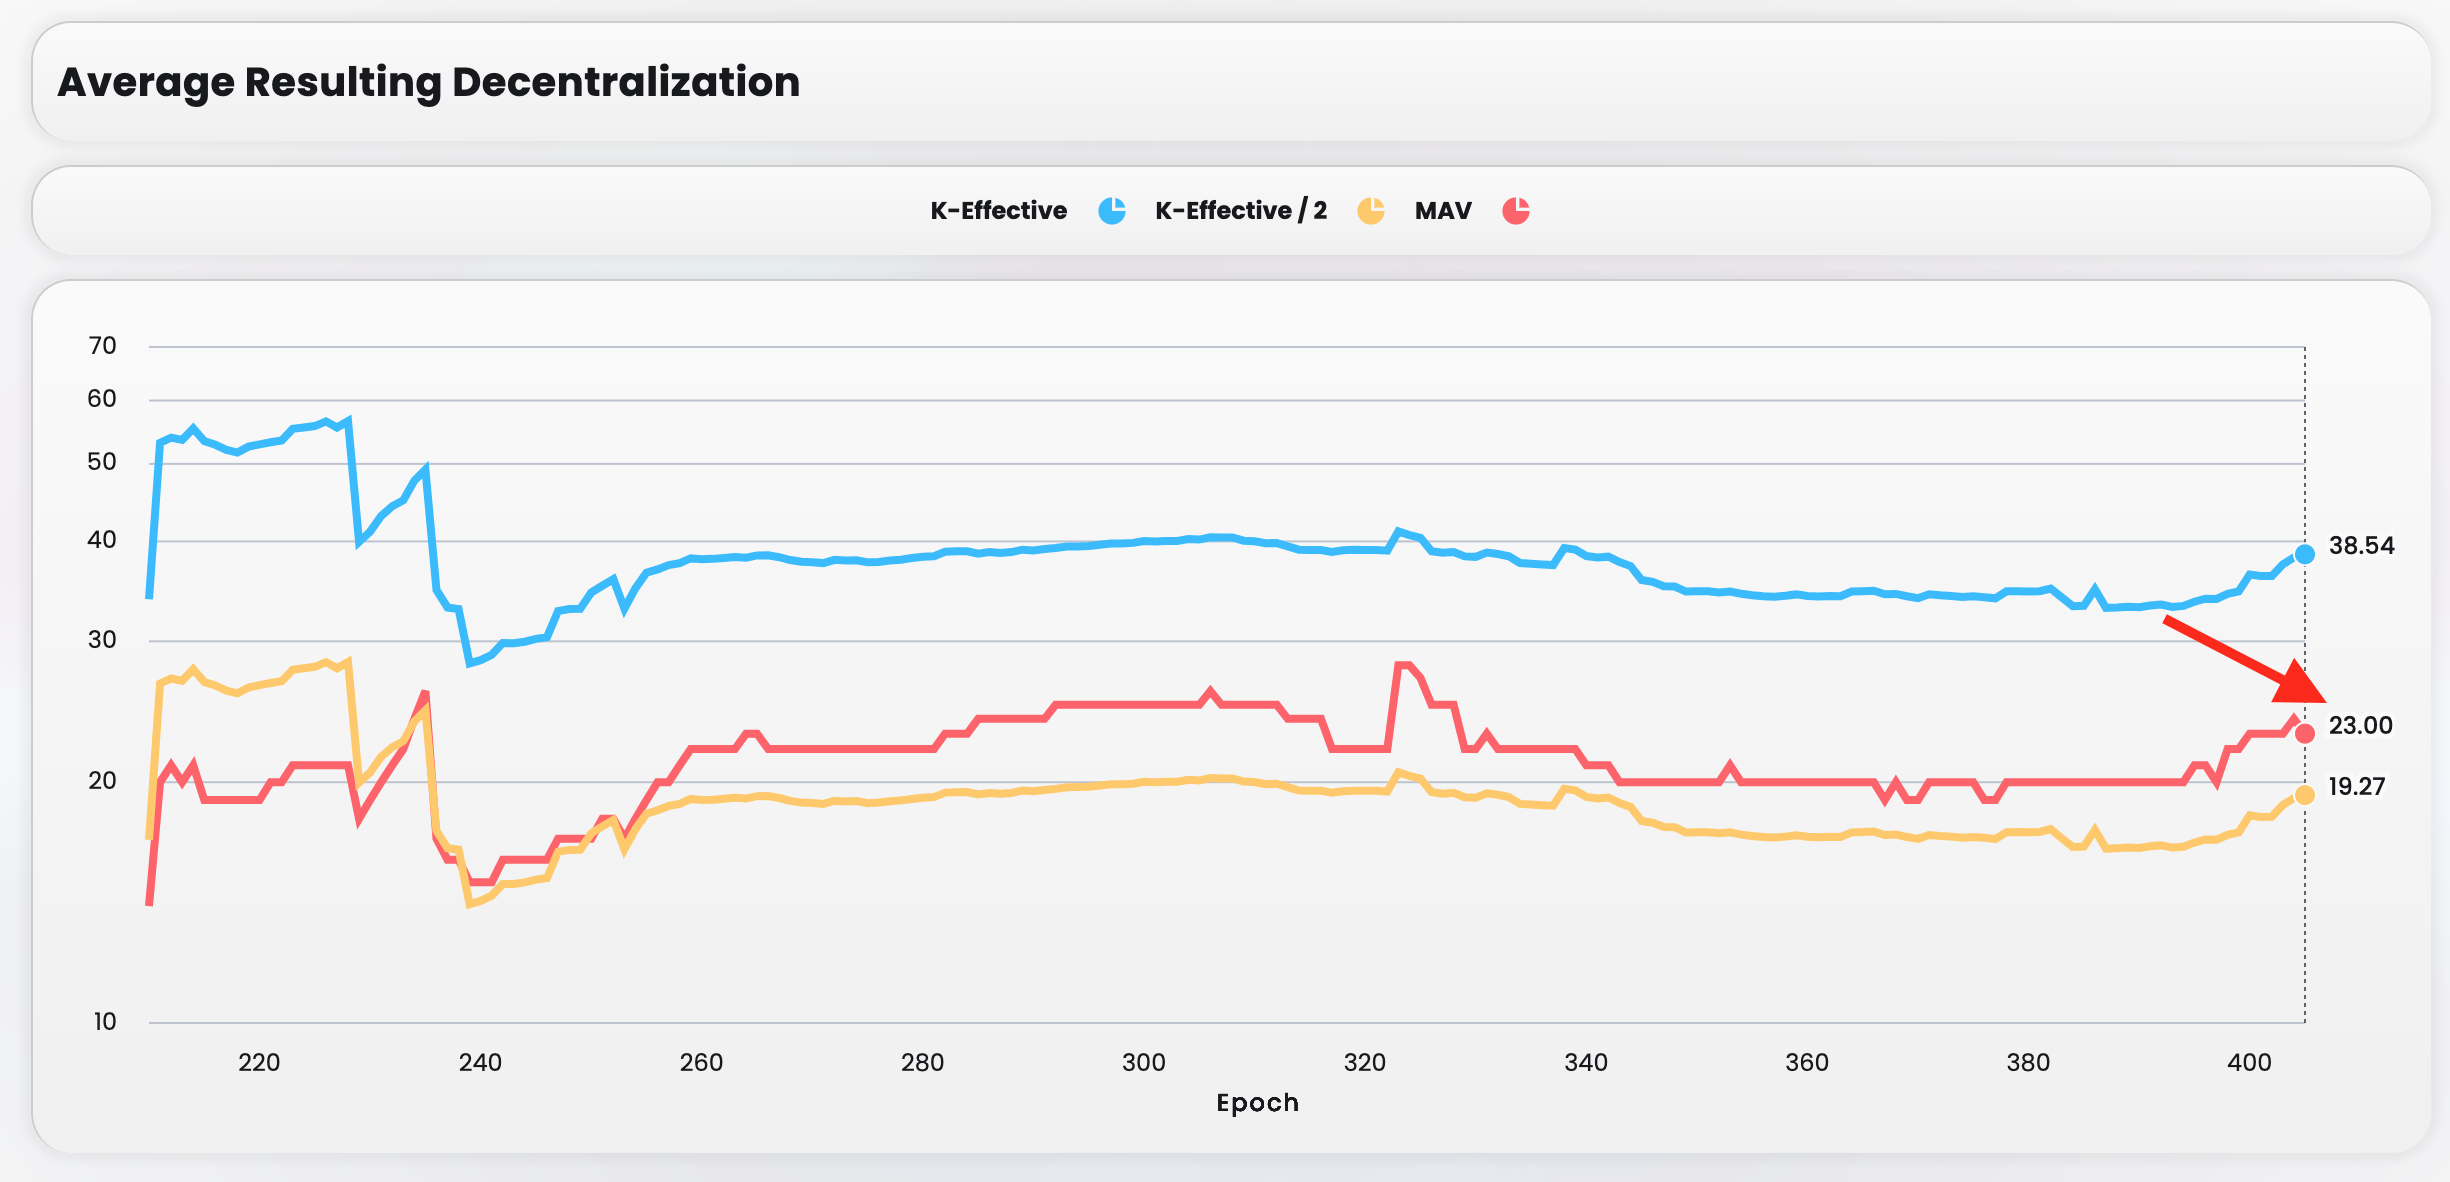 Average Resulting Decentralization
K-Effective K-Effective / 2 MAV
70
60
50
40
30
20
10
38.54
23.00
19.27
220 240 260 280 300 320 340 360 380 400
Epoch